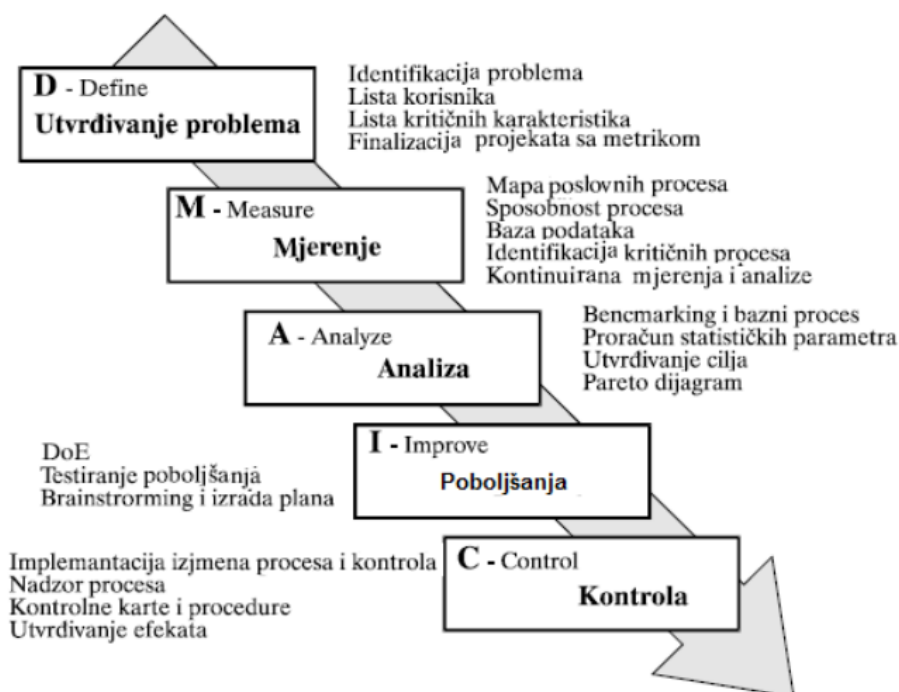 D - Define
Utvrđivanje problema
Identifikacija problema
Lista korisnika
Lista kritičnih karakteristika
Finalizacija projekata sa metrikom
M - Measure
Mjerenje
Mapa poslovnih procesa
Sposobnost procesa
Baza podataka
Identifikacija kritičnih procesa
Kontinuirana mjerenja i analize
A - Analyze
Analiza
Bencmarking i bazni proces
Proračun statističkih parametra
Utvrđivanje cilja
Pareto dijagram
I - Improve
Poboljšanja
DoE
Testiranje poboljšanja
Brainstrorming i izrada plana
C - Control
Kontrola
Implemantacija izjmena procesa i kontrola
Nadzor procesa
Kontrolne karte i procedure
Utvrđivanje efekata